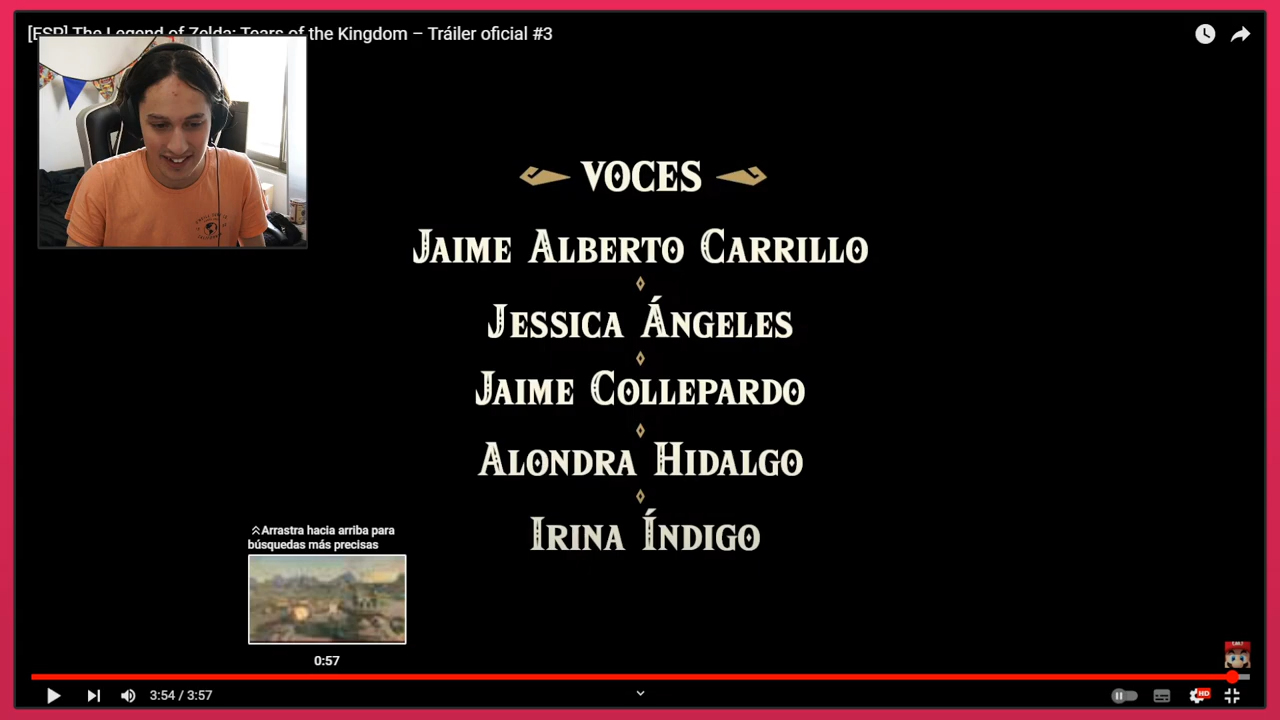 [ESP] The Legend of Zelda: Tears of the Kingdom – Tráiler oficial #3
VOCES
JAIME ALBERTO CARRILLO
JESSICA ÁNGELES
JAIME COLLEPARDO
ALONDRA HIDALGO
IRINA ÍNDIGO
Arrastra hacia arriba para
búsquedas más precisas
0:57
3:54 / 3:57
HD